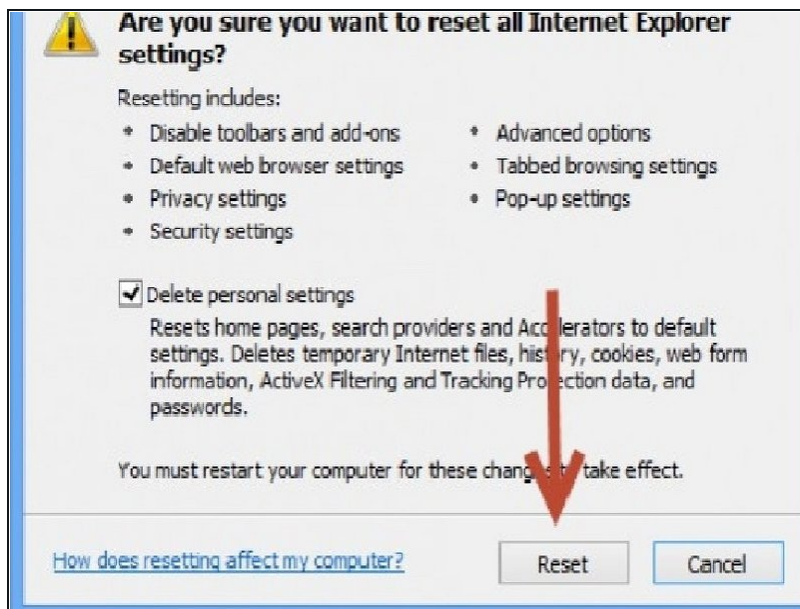 Are you sure you want to reset all Internet Explorer
settings?
Resetting includes:
Disable toolbars and add-ons
Default web browser settings
Privacy settings
Security settings
Advanced options
Tabbed browsing settings
Pop-up settings
Delete personal settings
Resets home pages, search providers and Accelerators to default
settings. Deletes temporary Internet files, history, cookies, web form
information, ActiveX Filtering and Tracking Protection data, and
passwords.
You must restart your computer for these changes to take effect.
How does resetting affect my computer?
Reset
Cancel